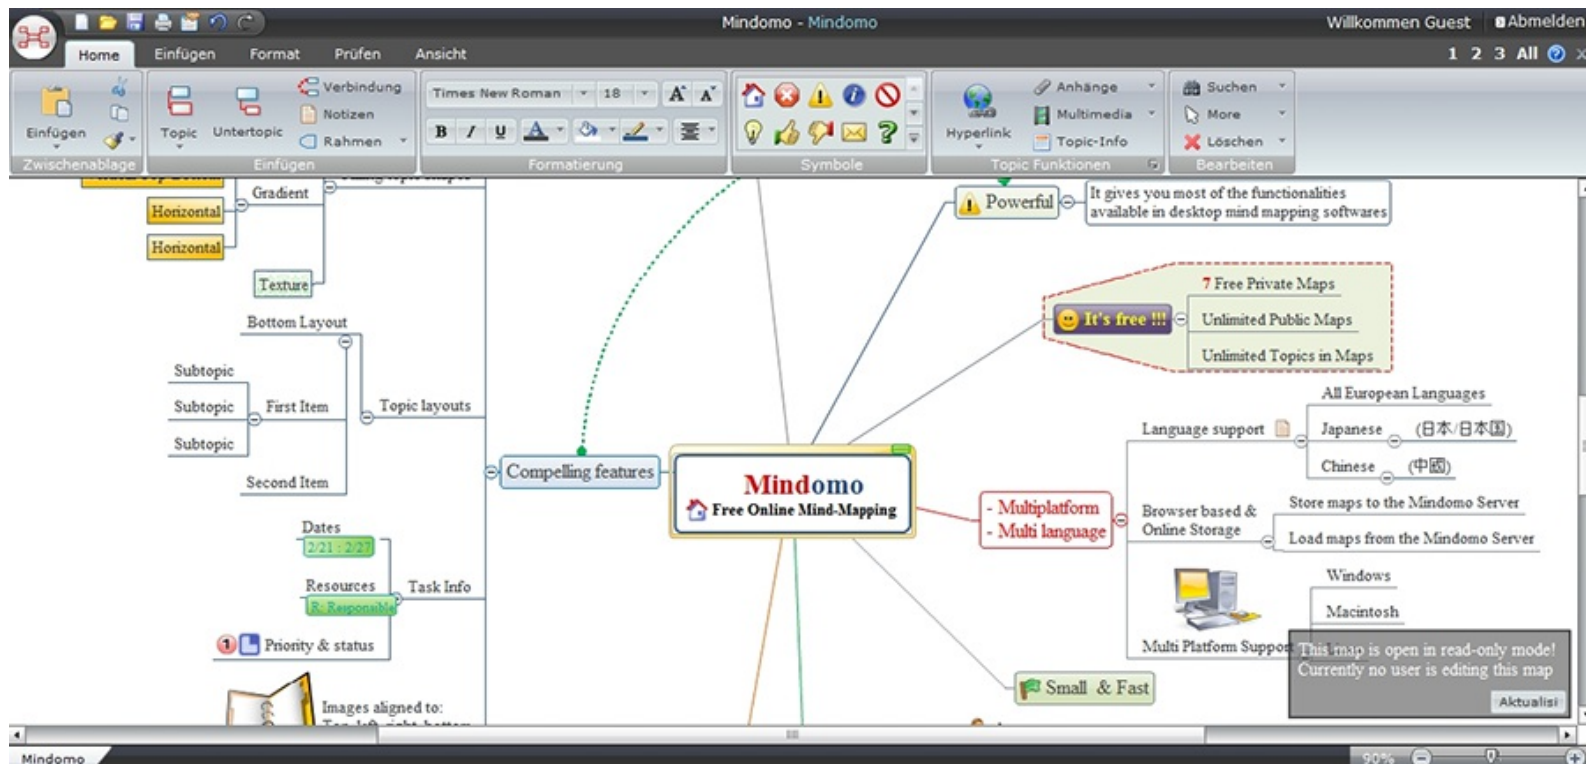 Mindomo - Mindomo
Willkommen Guest
Abmelden
Home
Einfügen
Format
Prüfen
Ansicht
1 2 3 All
Einfügen
Zwischenablage
Topic
Untertopic
Verbindung
Notizen
Rahmen
Einfügen
Times New Roman
18
A A
B I U A
Formatierung
Symbole
Hyperlink
Anhänge
Multimedia
Topic-Info
Topic Funktionen
Suchen
More
Löschen
Bearbeiten
Gradient
Horizontal
Horizontal
Texture
Bottom Layout
Subtopic
Subtopic
Subtopic
First Item
Second Item
Topic layouts
Dates
2/21 : 2/27
Resources
R: Responsible
Task Info
1
Priority & status
Images aligned to:
Compelling features
Mindomo
Free Online Mind-Mapping
Powerful
It gives you most of the functionalities
available in desktop mind mapping softwares
It's free !!!
7 Free Private Maps
Unlimited Public Maps
Unlimited Topics in Maps
- Multiplatform
- Multi language
Language support
All European Languages
Japanese
(日本/日本国)
Chinese
(中國)
Browser based &
Online Storage
Store maps to the Mindomo Server
Load maps from the Mindomo Server
Multi Platform Support
Windows
Macintosh
Small & Fast
This map is open in read-only mode!
Currently no user is editing this map
Aktualisi
Mindomo
90%